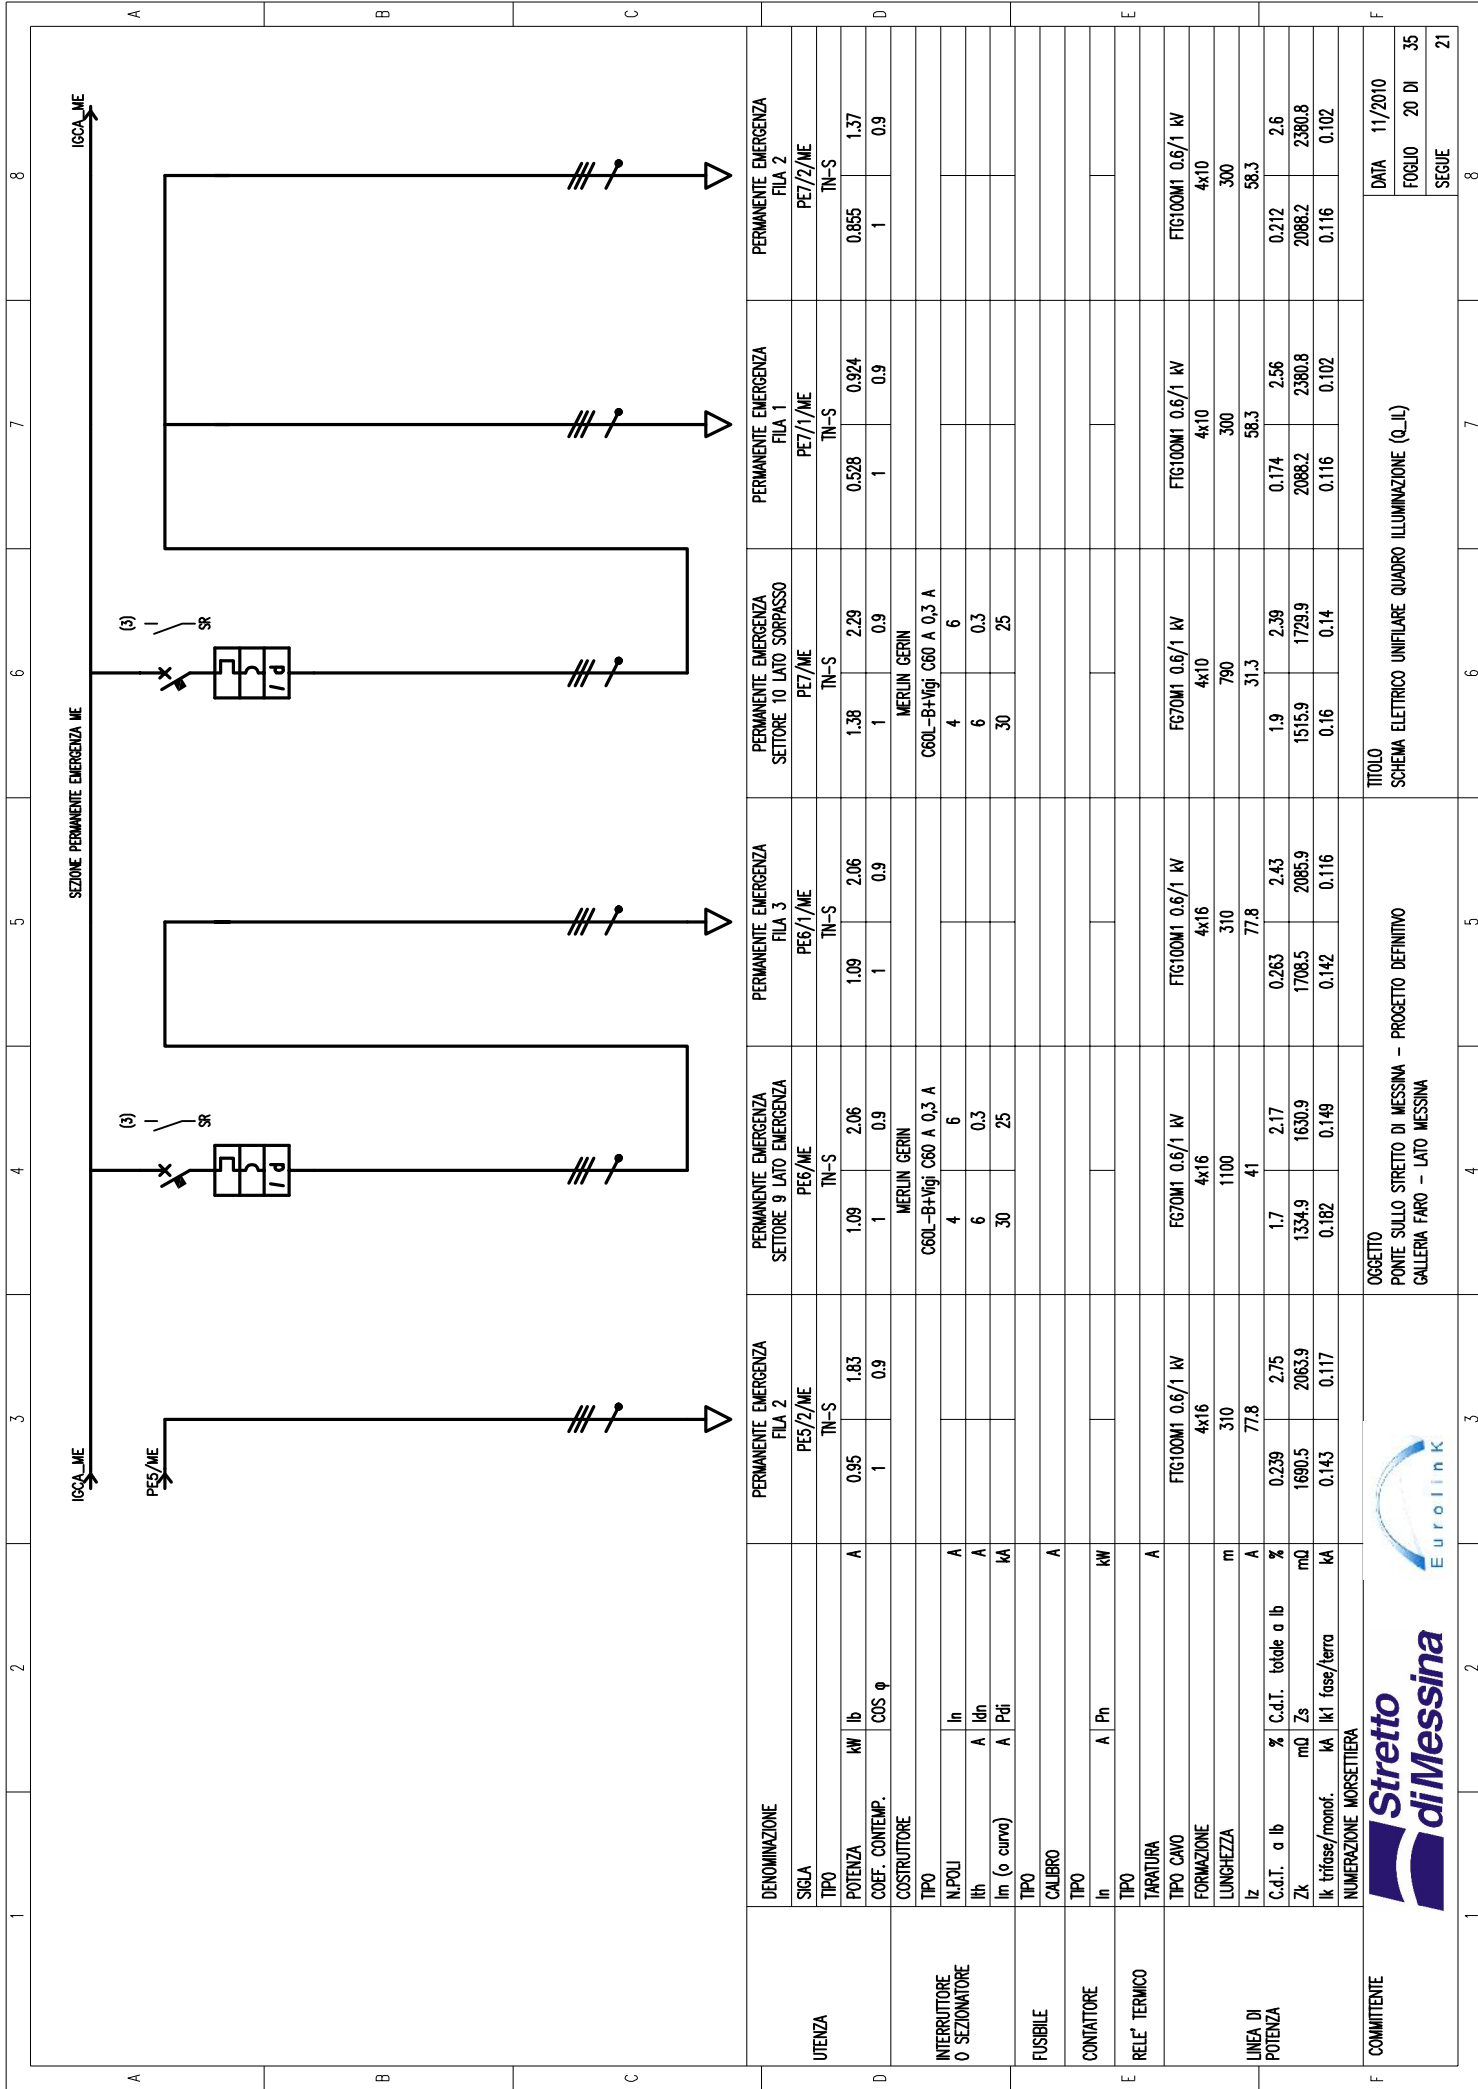 1 2 3 4 5 6 7 8
A
B
C
D
E
F
A
B
C
D
E
F
SEZIONE PERMANENTE EMERGENZA ME
IGCA_ME
IGCA_ME
PE5/ME
(3)
SR
Id
(3)
SR
Id
UTENZA
DENOMINAZIONE
PERMANENTE EMERGENZA
FILA 2
PERMANENTE EMERGENZA
SETTORE 9 LATO EMERGENZA
PERMANENTE EMERGENZA
FILA 3
PERMANENTE EMERGENZA
SETTORE 10 LATO SORPASSO
PERMANENTE EMERGENZA
FILA 1
PERMANENTE EMERGENZA
FILA 2
SIGLA PE5/2/ME PE6/ME PE6/1/ME PE7/ME PE7/1/ME PE7/2/ME
TIPO TN-S TN-S TN-S TN-S TN-S TN-S
POTENZA kW Ib A 0.95 1.83 1.09 2.06 1.09 2.06 1.38 2.29 0.528 0.924 0.855 1.37
COEF. CONTEMP. COS φ 1 0.9 1 0.9 1 0.9 1 0.9 1 0.9 1 0.9
INTERRUTTORE
O SEZIONATORE
COSTRUTTORE MERLIN GERIN MERLIN GERIN
TIPO C60L-B+Vigi C60 A 0,3 A C60L-B+Vigi C60 A 0,3 A
N.POLI In A 4 6 4 6
Ith A Idn A 6 0.3 6 0.3
Im (o curva) A Pdi kA 30 25 30 25
FUSIBILE
TIPO
CALIBRO A
CONTATTORE
TIPO
In A Pn kW
RELE' TERMICO
TIPO
TARATURA A
LINEA DI
POTENZA
TIPO CAVO FTG10OM1 0.6/1 kV FG7OM1 0.6/1 kV FTG10OM1 0.6/1 kV FG7OM1 0.6/1 kV FTG10OM1 0.6/1 kV FTG10OM1 0.6/1 kV
FORMAZIONE 4x16 4x16 4x16 4x10 4x10 4x10
LUNGHEZZA m 310 1100 310 790 300 300
Iz A 77.8 41 77.8 31.3 58.3 58.3
C.d.T. a Ib % C.d.T. totale a Ib % 0.239 2.75 1.7 2.17 0.263 2.43 1.9 2.39 0.174 2.56 0.212 2.6
Zk mΩ Zs mΩ 1690.5 2063.9 1334.9 1630.9 1708.5 2085.9 1515.9 1729.9 2088.2 2380.8 2088.2 2380.8
Ik trifase/monof. kA Ik1 fase/terra kA 0.143 0.117 0.182 0.149 0.142 0.116 0.16 0.14 0.116 0.102 0.116 0.102
NUMERAZIONE MORSETTIERA
COMMITTENTE
Stretto
di Messina
Eurolink
OGGETTO
PONTE SULLO STRETTO DI MESSINA - PROGETTO DEFINITIVO
GALLERIA FARO - LATO MESSINA
TITOLO
SCHEMA ELETTRICO UNIFILARE QUADRO ILLUMINAZIONE (Q_IL)
DATA 11/2010
FOGLIO 20 DI 35
SEGUE 21
1 2 3 4 5 6 7 8